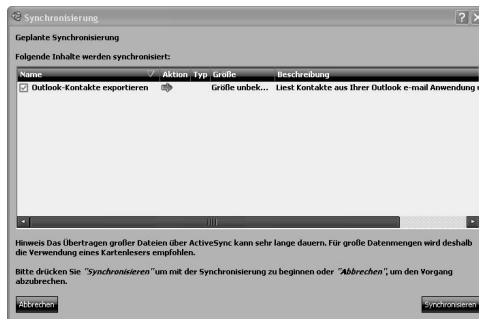 Synchronisierung
Geplante Synchronisierung
Folgende Inhalte werden synchronisiert:
Name Aktion Typ Größe Beschreibung
Outlook-Kontakte exportieren Größe unbek... Liest Kontakte aus Ihrer Outlook e-mail Anwendung
Hinweis Das Übertragen großer Dateien über ActiveSync kann sehr lange dauern. Für große Datenmengen wird deshalb
die Verwendung eines Kartenlesers empfohlen.
Bitte drücken Sie "Synchronisieren" um mit der Synchronisierung zu beginnen oder "Abbrechen", um den Vorgang
abzubrechen.
Abbrechen Synchronisieren